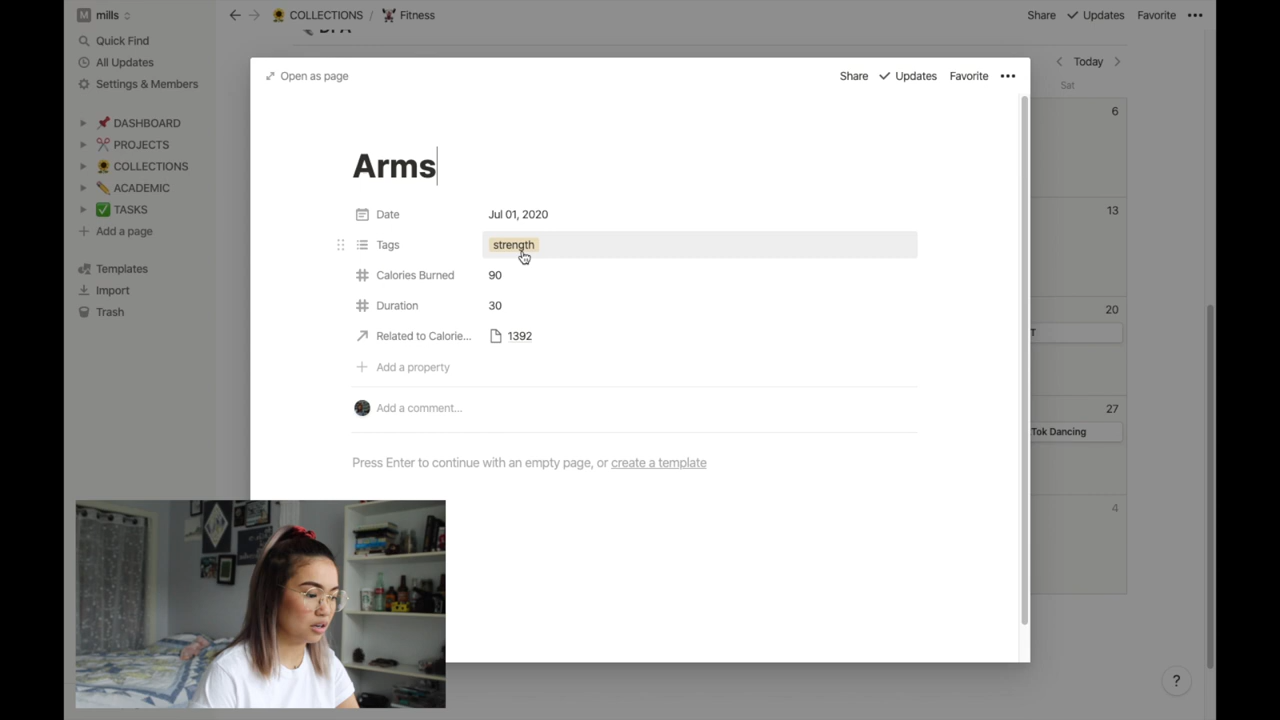 M mills
COLLECTIONS / Fitness
Share Updates Favorite
Quick Find
All Updates
Settings & Members
DASHBOARD
PROJECTS
COLLECTIONS
ACADEMIC
TASKS
Add a page
Templates
Import
Trash
Today
Sat
6
13
20
27
Tok Dancing
4
Open as page
Share Updates Favorite
Arms
Date Jul 01, 2020
Tags strength
Calories Burned 90
Duration 30
Related to Calorie... 1392
Add a property
Add a comment...
Press Enter to continue with an empty page, or create a template
?